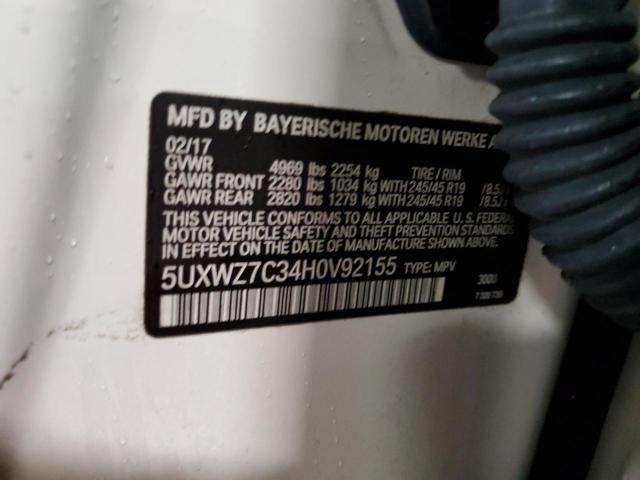 MFD BY BAYERISCHE MOTOREN WERKE A
02/17
GVWR 4969 lbs 2254 kg TIRE / RIM
GAWR FRONT 2280 lbs 1034 kg WITH 245/45 R19 /8.5J
GAWR REAR 2820 lbs 1279 kg WITH 245/45 R19 /8.5J
THIS VEHICLE CONFORMS TO ALL APPLICABLE U.S. FEDERAL
MOTOR VEHICLE SAFETY AND THEFT PREVENTION STANDARDS
IN EFFECT ON THE DATE OF MANUFACTURE SHOWN ABOVE.
5UXWZ7C34H0V92155 TYPE: MPV
300U